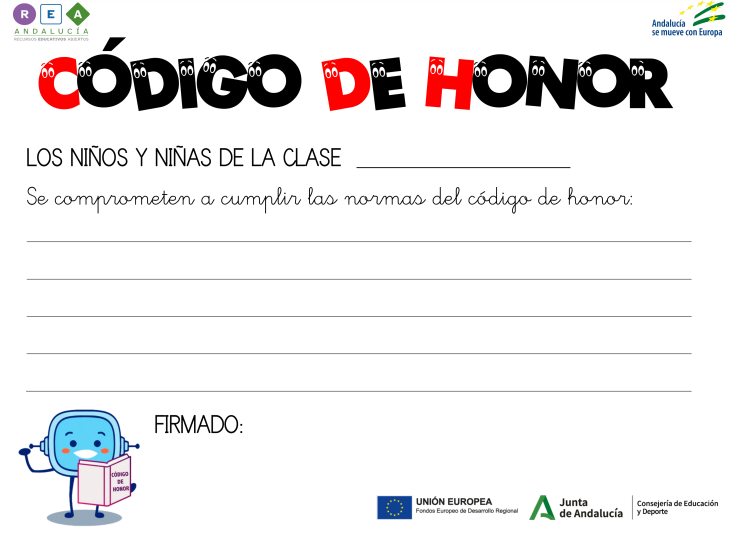 R E A
ANDALUCÍA
RECURSOS EDUCATIVOS ABIERTOS
Andalucía
se mueve con Europa
CÓDIGO DE HONOR
LOS NIÑOS Y NIÑAS DE LA CLASE
Se comprometen a cumplir las normas del código de honor:
FIRMADO:
CÓDIGO
DE
HONOR
UNIÓN EUROPEA
Fondos Europeo de Desarrollo Regional
Junta
de Andalucía
Consejería de Educación
y Deporte